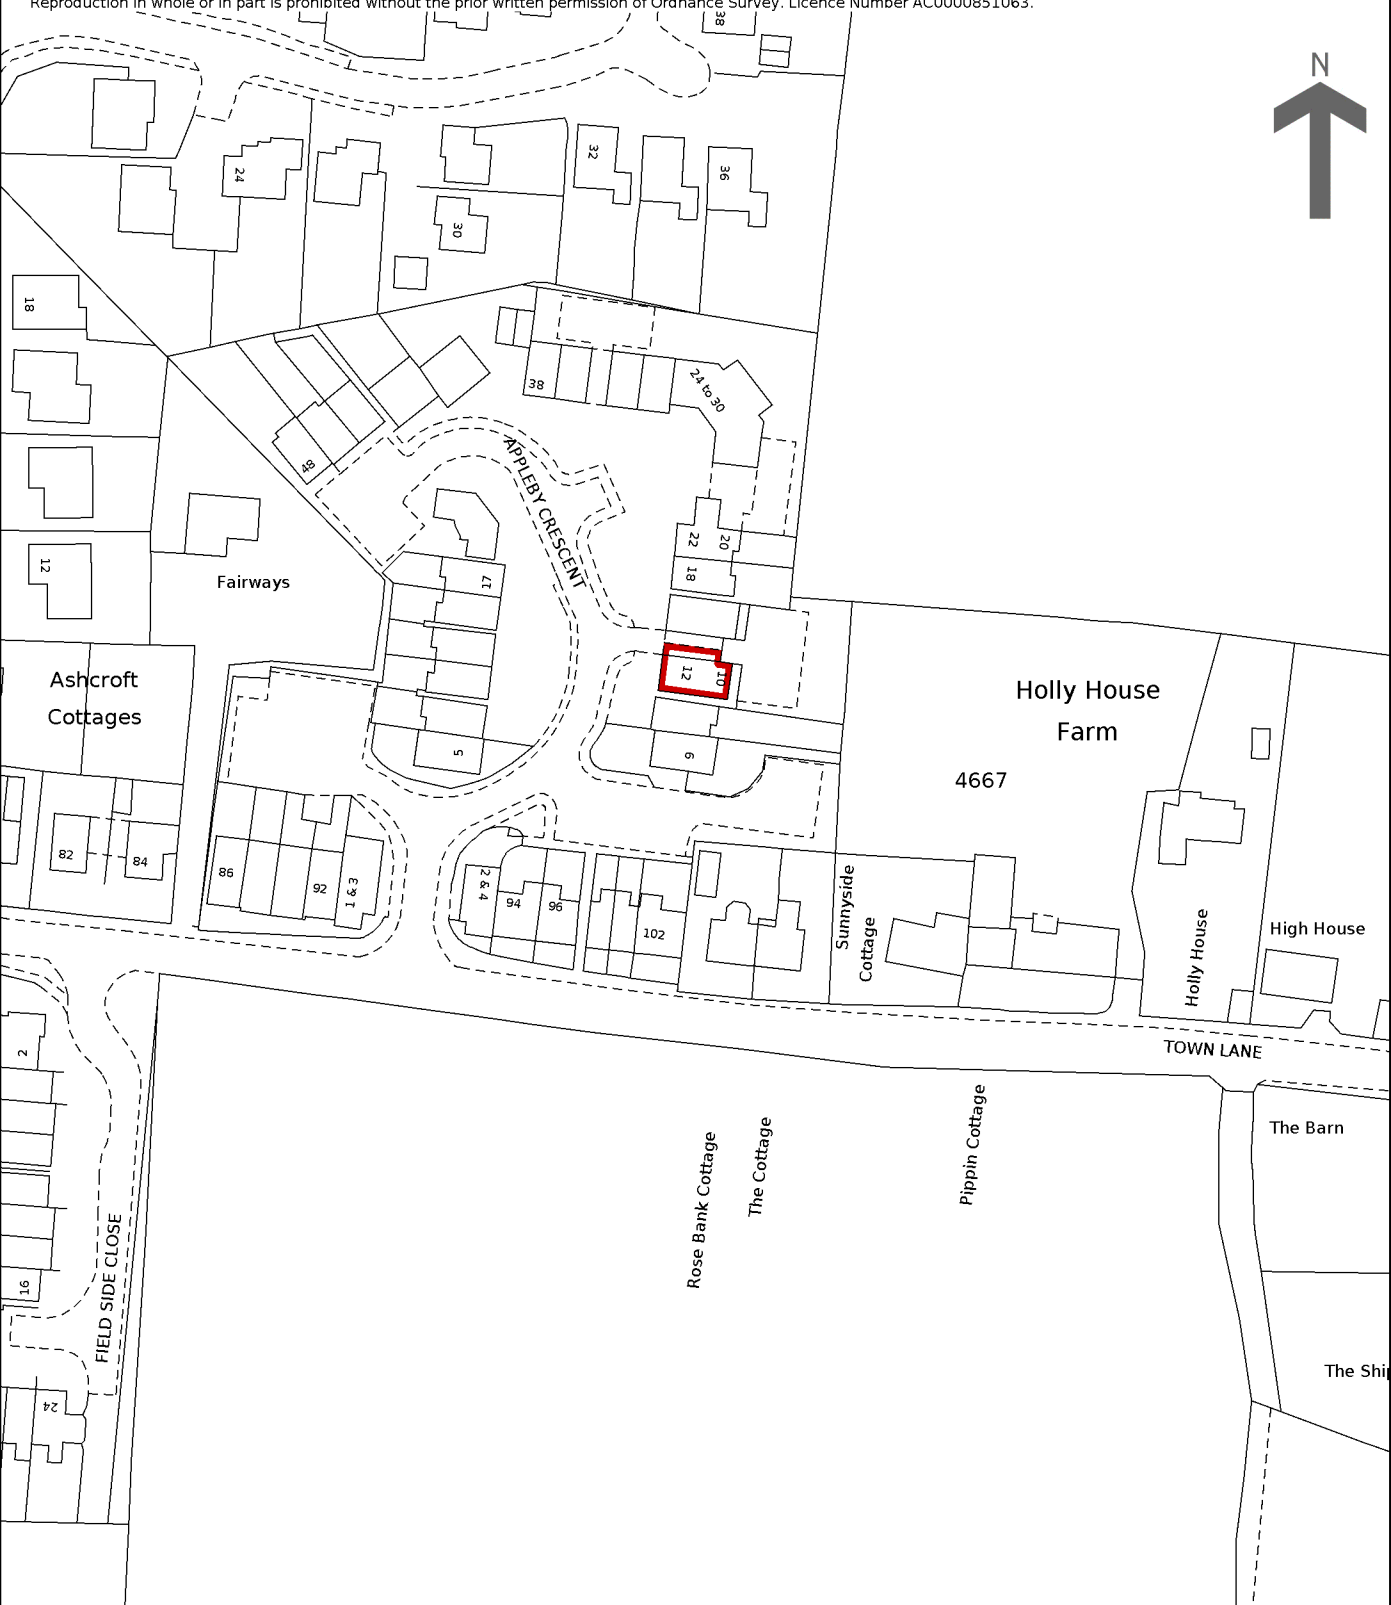 Reproduction in whole or in part is prohibited without the prior written permission of Ordnance Survey. Licence Number AC0000851063.
38
N
32
24
36
30
18
38
24 to 30
48
APPLEBY CRESCENT
22
20
12
18
17
Fairways
12
10
Ashcroft
Cottages
Holly House
Farm
5
6
4667
82
84
86
92
1 & 3
2 & 4
94
96
102
Sunnyside
Cottage
Holly House
High House
2
TOWN LANE
Rose Bank Cottage
The Cottage
Pippin Cottage
The Barn
FIELD SIDE CLOSE
16
The Ship
24